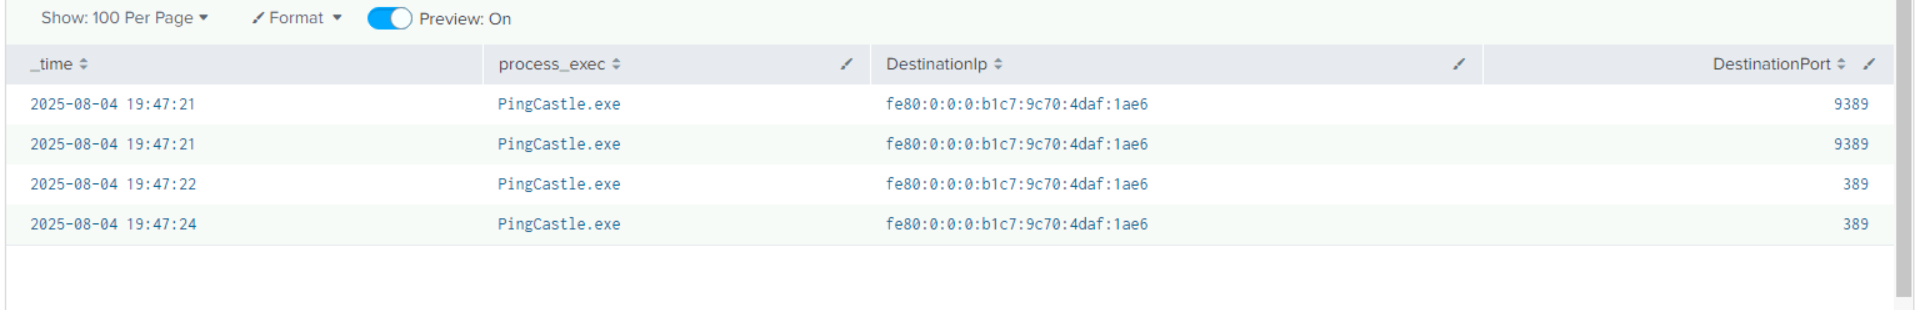 Show: 100 Per Page Format Preview: On
_time process_exec DestinationIp DestinationPort
2025-08-04 19:47:21 PingCastle.exe fe80:0:0:0:b1c7:9c70:4daf:1ae6 9389
2025-08-04 19:47:21 PingCastle.exe fe80:0:0:0:b1c7:9c70:4daf:1ae6 9389
2025-08-04 19:47:22 PingCastle.exe fe80:0:0:0:b1c7:9c70:4daf:1ae6 389
2025-08-04 19:47:24 PingCastle.exe fe80:0:0:0:b1c7:9c70:4daf:1ae6 389